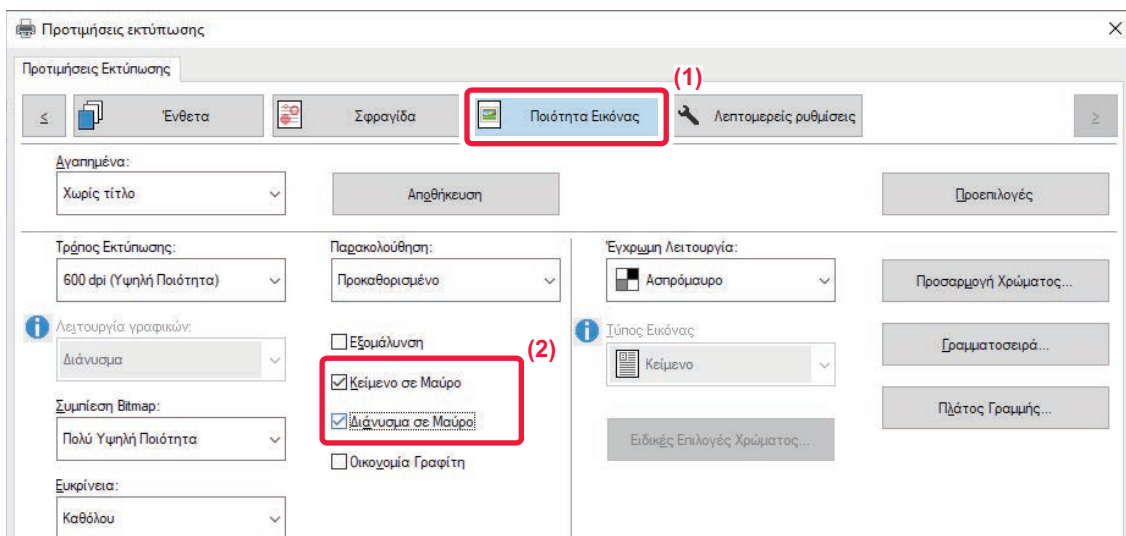 Προτιμήσεις εκτύπωσης
Προτιμήσεις Εκτύπωσης
(1)
<
Ένθετα
Σφραγίδα
Ποιότητα Εικόνας
Λεπτομερείς ρυθμίσεις
>
Αγαπημένα:
Χωρίς τίτλο
Αποθήκευση
Προεπιλογές
Τρόπος Εκτύπωσης:
600 dpi (Υψηλή Ποιότητα)
Λειτουργία γραφικών:
Διάνυσμα
Συμπίεση Bitmap:
Πολύ Υψηλή Ποιότητα
Ευκρίνεια:
Καθόλου
Παρακολούθηση:
Προκαθορισμένο
Εξομάλυνση
(2)
Κείμενο σε Μαύρο
Διάνυσμα σε Μαύρο
Οικονομία Γραφίτη
Έγχρωμη Λειτουργία:
Ασπρόμαυρο
Τύπος Εικόνας
Κείμενο
Ειδικές Επιλογές Χρώματος...
Προσαρμογή Χρώματος...
Γραμματοσειρά...
Πλάτος Γραμμής...